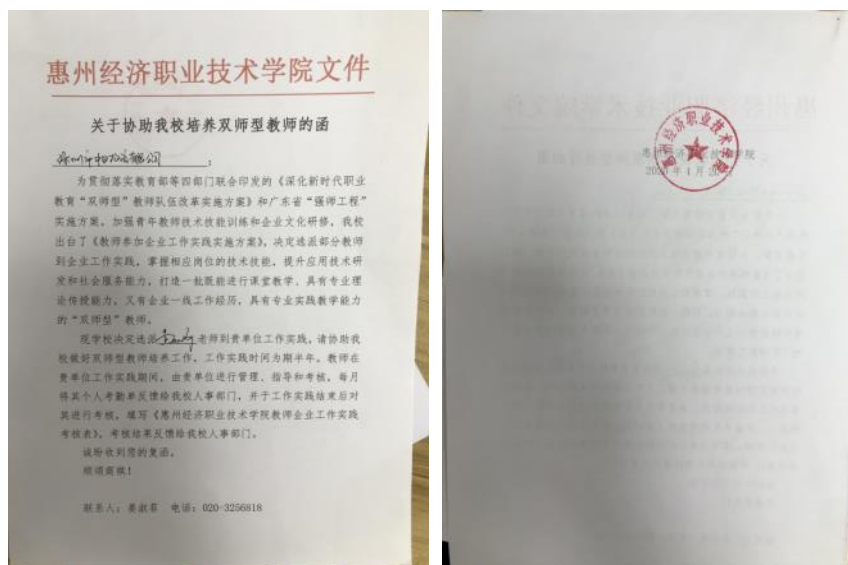 惠州经济职业技术学院文件
关于协助我校培养双师型教师的函
:
为贯彻落实教育部等四部门联合印发的《深化新时代职业
教育“双师型”教师队伍改革实施方案》和广东省“强师工程”
实施方案，加强青年教师技术技能训练和企业文化研修，我校
出台了《教师参加企业工作实践实施方案》，决定选派部分教师
到企业工作实践，掌握相应岗位的技术技能，提升应用技术研
发和社会服务能力，打造一批既能进行课堂教学、具有专业理
论传授能力，又有企业一线工作经历，具有专业实践教学能力
的“双师型”教师。
现学校决定选派 老师到贵单位工作实践，请协助我
校做好双师型教师培养工作，工作实践时间为期半年。教师在
贵单位工作实践期间，由贵单位进行管理、指导和考核，每月
将其个人考勤单反馈给我校人事部门，并于工作实践结束后对
其进行考核，填写《惠州经济职业技术学院教师企业工作实践
考核表》，考核结果反馈给我校人事部门。
诚盼收到您的复函。
顺颂商祺！
联系人：姜淑君 电话：020-3256818
惠州经济职业技术学院
年4月